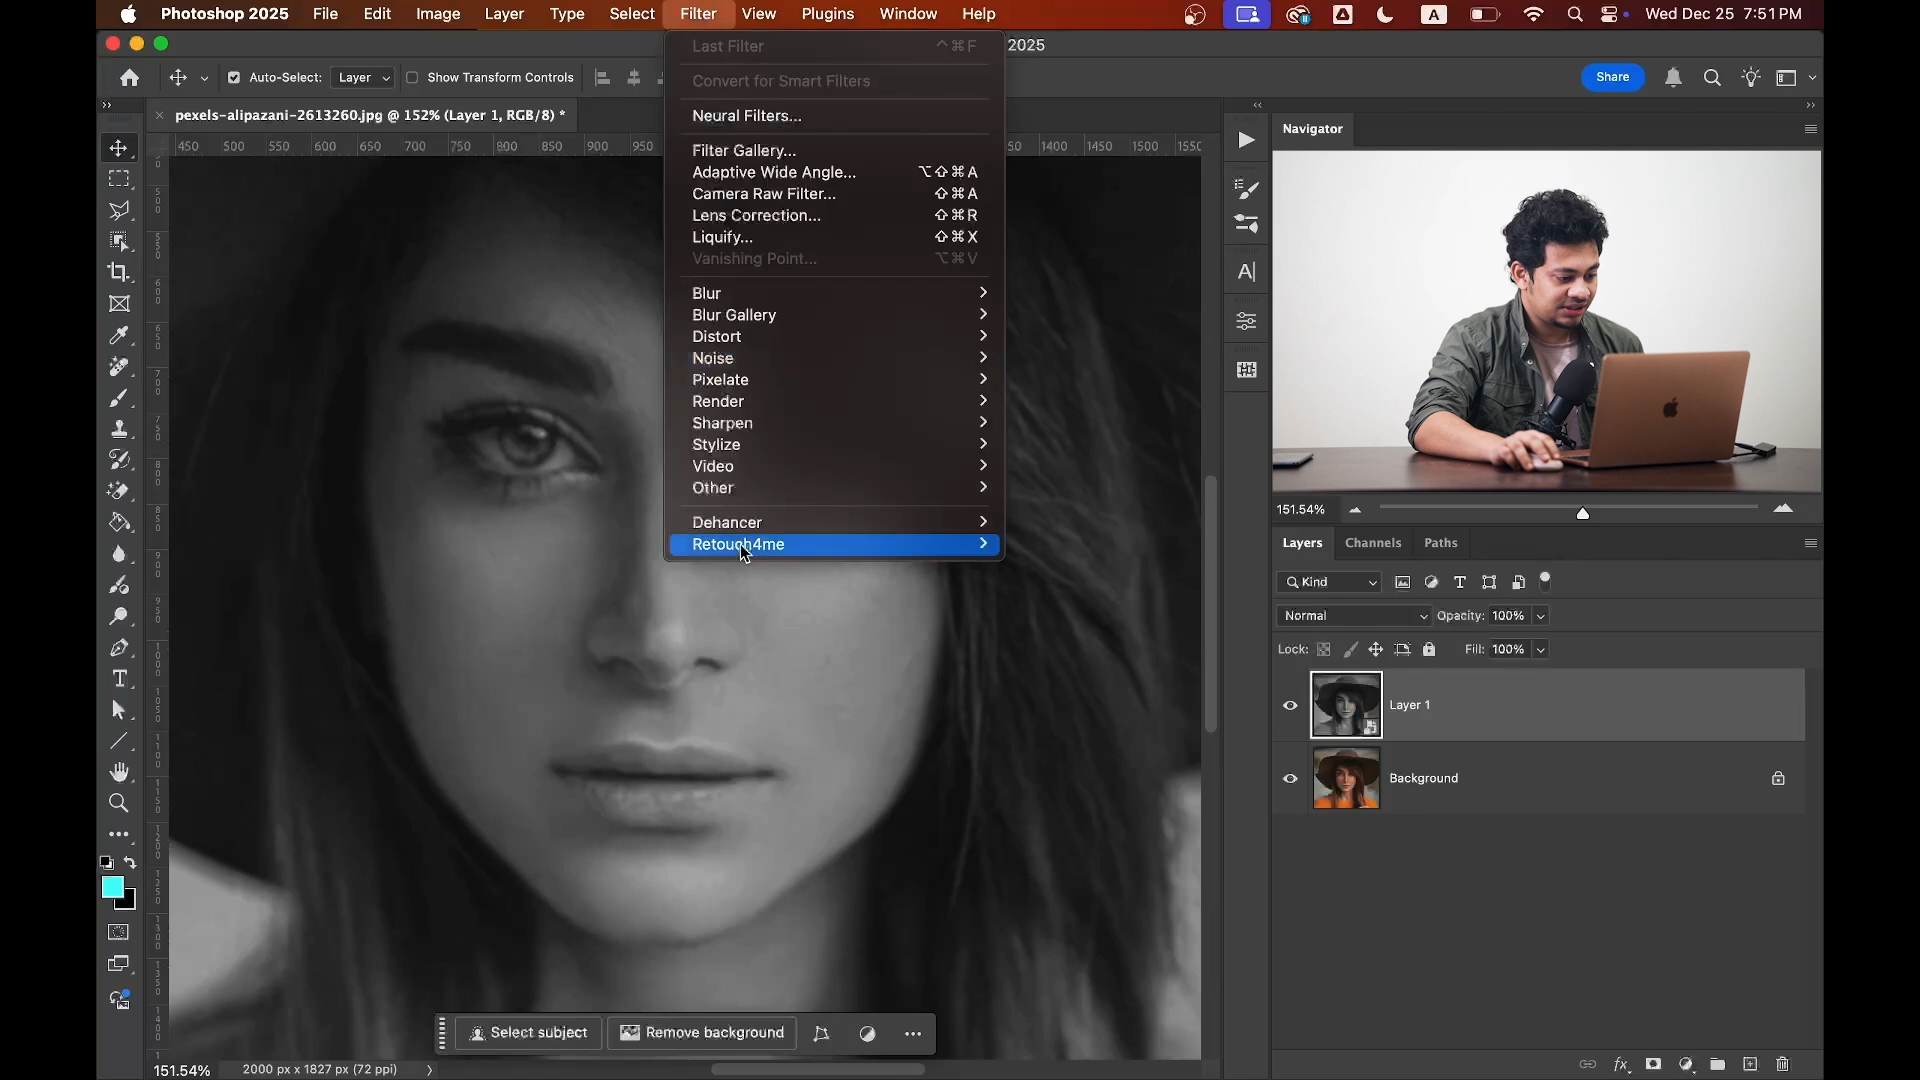 Photoshop 2025 File Edit Image Layer Type Select Filter View Plugins Window Help A Wed Dec 25 7:51 PM
Last Filter ^⌘F
2025
Auto-Select: Layer Show Transform Controls
Share
Convert for Smart Filters
pexels-alipazani-2613260.jpg @ 152% (Layer 1, RGB/8) *
Neural Filters...
Navigator
450 500 550 600 650 700 750 800 850 900 950 50 1100 1400 1450 1500 1550
Filter Gallery...
Adaptive Wide Angle... ⌥⇧⌘A
Camera Raw Filter... ⇧⌘A
Lens Correction... ⇧⌘R
Liquify... ⇧⌘X
Vanishing Point... ⌥⌘V
Blur
Blur Gallery
Distort
Noise
Pixelate
Render
Sharpen
Stylize
Video
Other
Dehancer
Retouch4me
151.54%
Layers Channels Paths
Kind
Normal Opacity: 100%
Lock: Fill: 100%
Layer 1
Background
Select subject Remove background
151.54% 2000 px x 1827 px (72 ppi)
fx